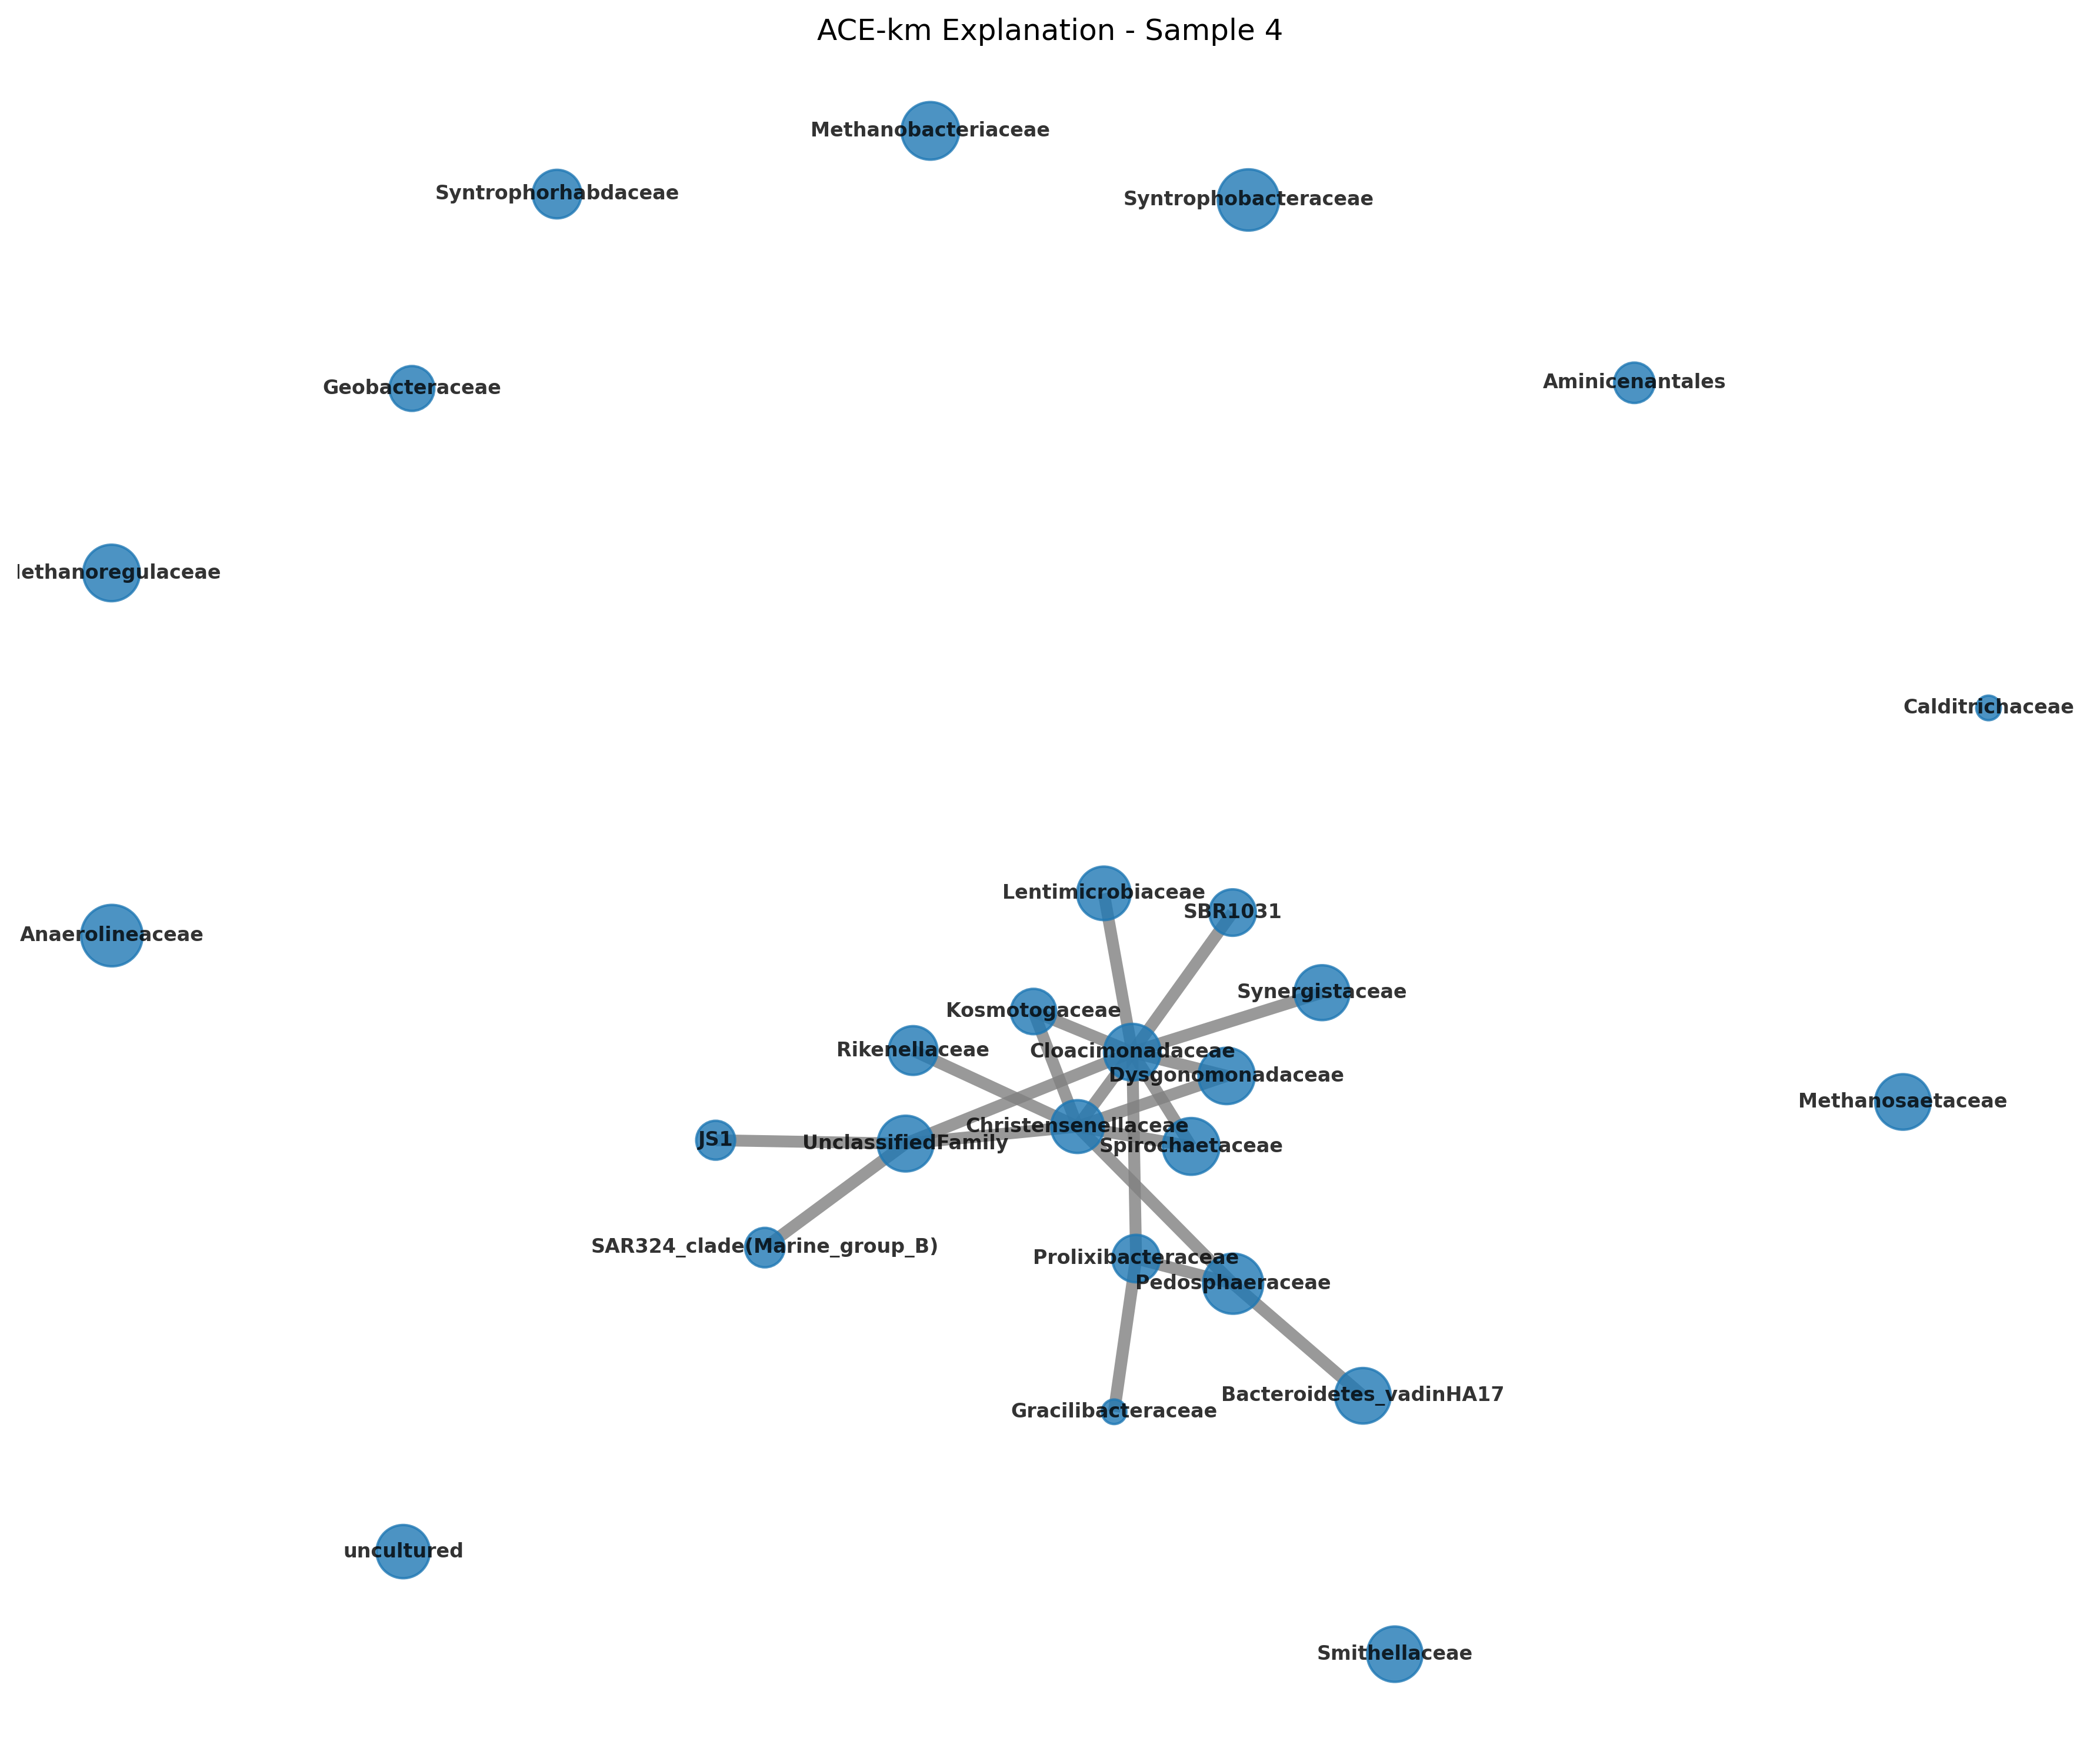 ACE-km Explanation - Sample 4
Methanobacteriaceae
Syntrophorhabdaceae
Syntrophobacteraceae
Aminicenantales
Geobacteraceae
ethanoregulaceae
Calditrichaceae
Lentimicrobiaceae
SBR1031
Anaerolineaceae
Synergistaceae
Kosmotogaceae
Rikenellaceae
Cloacimonadaceae
Dysgonomonadaceae
Methanosaetaceae
Christensenellaceae
JS1
UnclassifiedFamily
Spirochaetaceae
SAR324_clade(Marine_group_B)
Prolixibacteraceae
Pedosphaeraceae
Bacteroidetes_vadinHA17
Gracilibacteraceae
uncultured
Smithellaceae